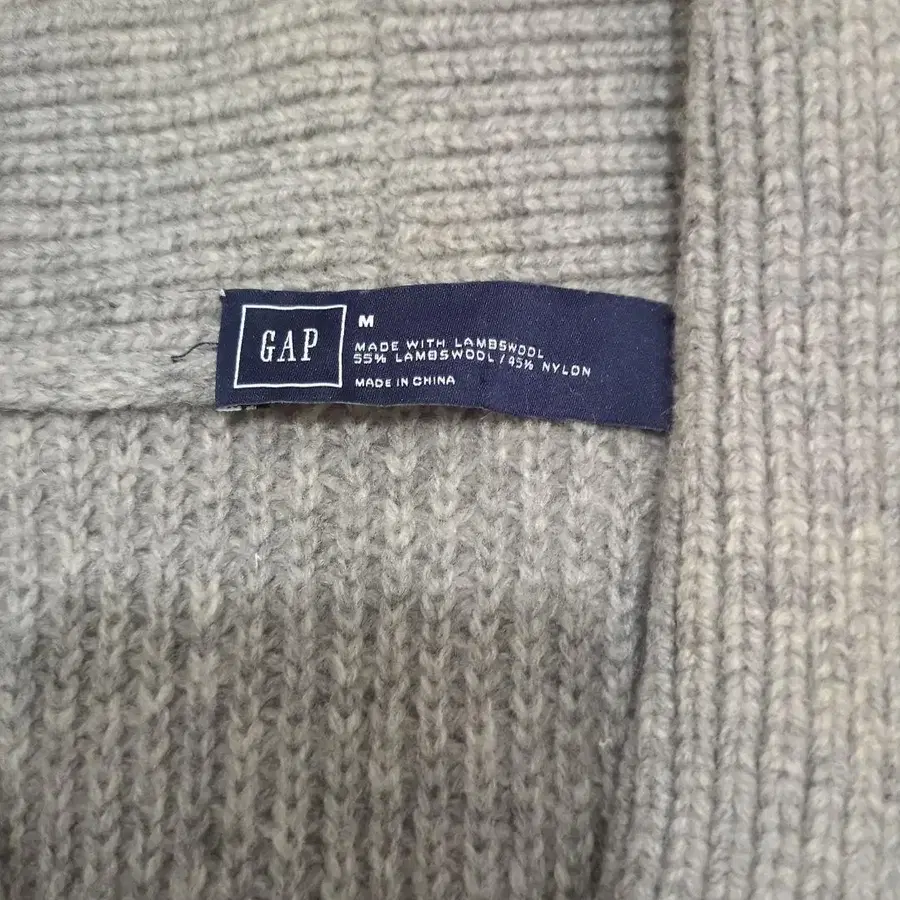 GAP
M
MADE WITH LAMBSWOOL
55% LAMBSWOOL / 45% NYLON
MADE IN CHINA